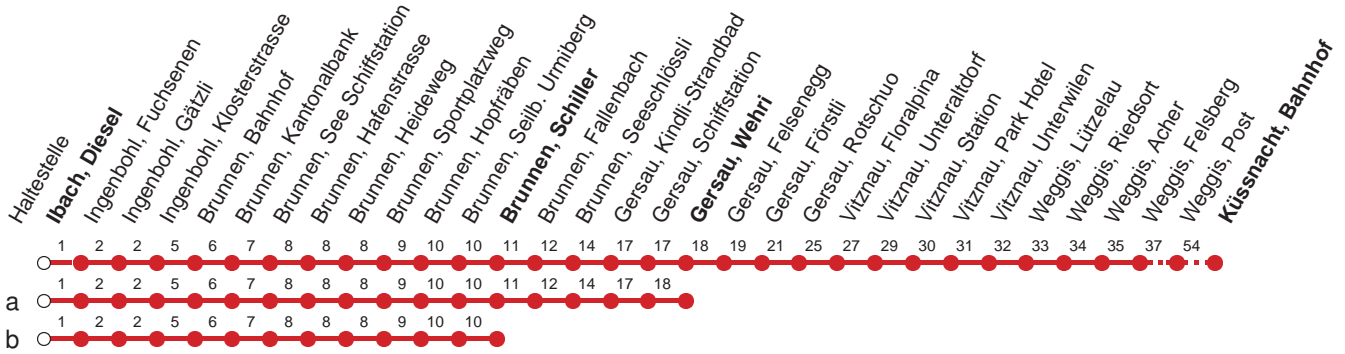 Haltestelle
Ibach, Diesel
Ingenbohl, Fuchsenen
Ingenbohl, Gätzli
Ingenbohl, Klosterstrasse
Brunnen, Bahnhof
Brunnen, Kantonalbank
Brunnen, See Schiffstation
Brunnen, Hafenstrasse
Brunnen, Heideweg
Brunnen, Sportplatzweg
Brunnen, Hopfräben
Brunnen, Seilb. Urmiberg
Brunnen, Schiller
Brunnen, Fallenbach
Brunnen, Seeschlössli
Gersau, Kindli-Strandbad
Gersau, Schiffstation
Gersau, Wehri
Gersau, Felsenegg
Gersau, Förstli
Gersau, Rotschuo
Vitznau, Floralpina
Vitznau, Unteraltdorf
Vitznau, Station
Vitznau, Park Hotel
Vitznau, Unterwilen
Weggis, Lützelau
Weggis, Riedsort
Weggis, Acher
Weggis, Felsberg
Weggis, Post
Küssnacht, Bahnhof
1 2 2 5 6 7 8 8 8 9 10 10 11 12 14 17 17 18 19 21 25 27 29 30 31 32 33 34 35 37 54
a 1 2 2 5 6 7 8 8 8 9 10 10 11 12 14 17 18
b 1 2 2 5 6 7 8 8 8 9 10 10